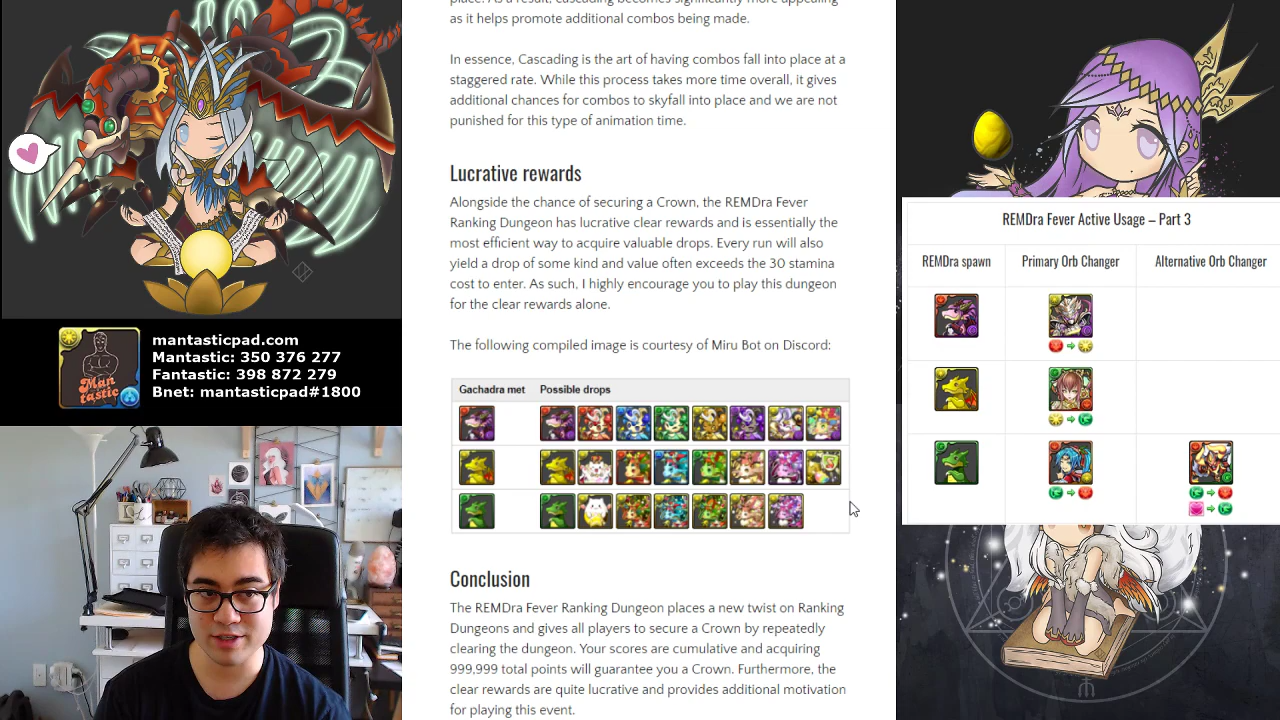 place. As a result, cascading becomes significantly more appealing
as it helps promote additional combos being made.
In essence, Cascading is the art of having combos fall into place at a
staggered rate. While this process takes more time overall, it gives
additional chances for combos to skyfall into place and we are not
punished for this type of animation time.
Lucrative rewards
Alongside the chance of securing a Crown, the REMDra Fever
Ranking Dungeon has lucrative clear rewards and is essentially the
most efficient way to acquire valuable drops. Every run will also
yield a drop of some kind and value often exceeds the 30 stamina
cost to enter. As such, I highly encourage you to play this dungeon
for the clear rewards alone.
The following compiled image is courtesy of Miru Bot on Discord:
Gachadra met Possible drops
Conclusion
The REMDra Fever Ranking Dungeon places a new twist on Ranking
Dungeons and gives all players to secure a Crown by repeatedly
clearing the dungeon. Your scores are cumulative and acquiring
999,999 total points will guarantee you a Crown. Furthermore, the
clear rewards are quite lucrative and provides additional motivation
for playing this event.
Man
tastic
mantasticpad.com
Mantastic: 350 376 277
Fantastic: 398 872 279
Bnet: mantasticpad#1800
REMDra Fever Active Usage – Part 3
REMDra spawn Primary Orb Changer Alternative Orb Changer